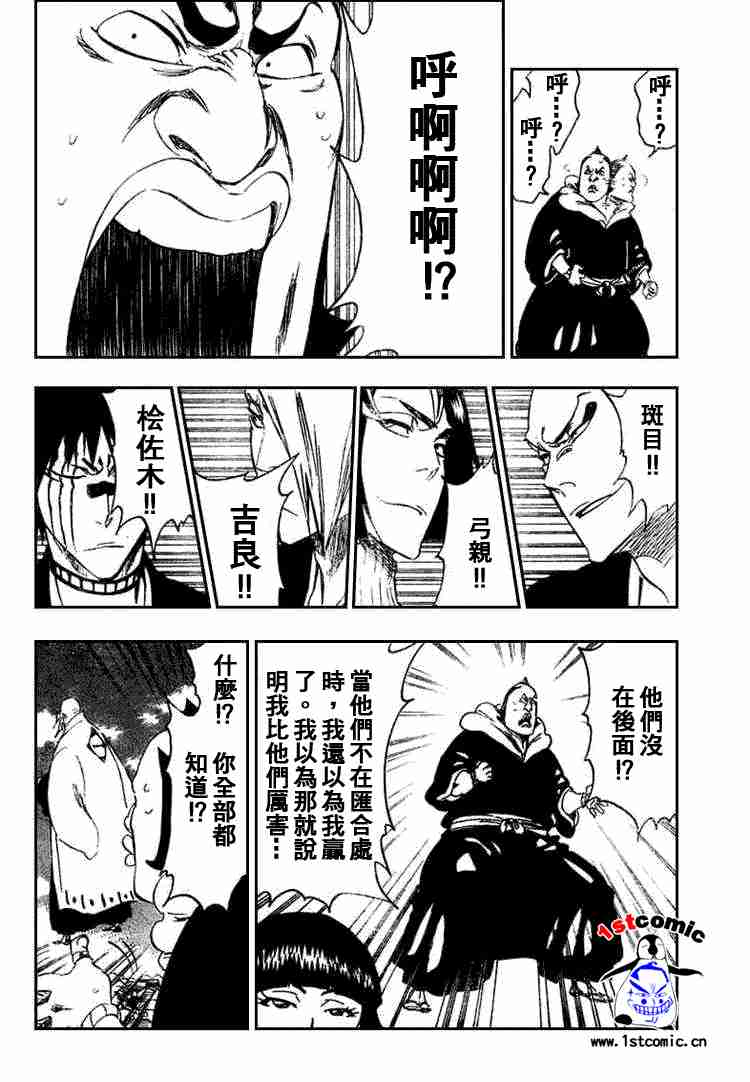 呼…?
呼…?
呼…?
呼啊啊啊!?
斑目!!
弓親!!
吉良!!
桧佐木!!
他們沒
在後面!?
當他們不在匯合處
時，我還以為我贏
了。我以為那就說
明我比他們厲害…
什麼!? 你全部都
知道!?
1stcomic
www.1stcomic.cn